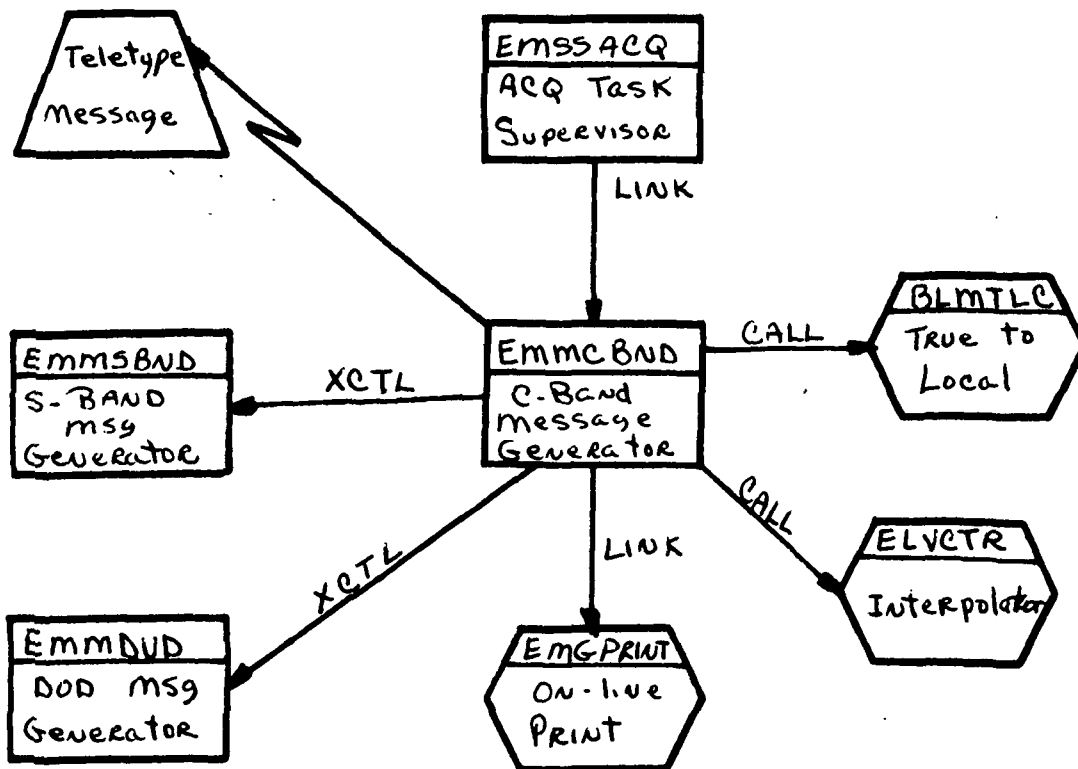 Teletype
Message
EMSSACQ
ACQ TASK
SUPERVISOR
LINK
EMMCBND
C-BAND
MESSAGE
GENERATOR
CALL
BLMTLC
TRUE TO
LOCAL
XCTL
EMMSBND
S-BAND
MSG
GENERATOR
CALL
ELVCTR
INTERPOLATOR
LINK
XCTL
EMMDVD
DOD MSG
GENERATOR
EMGPRINT
ON-LINE
PRINT